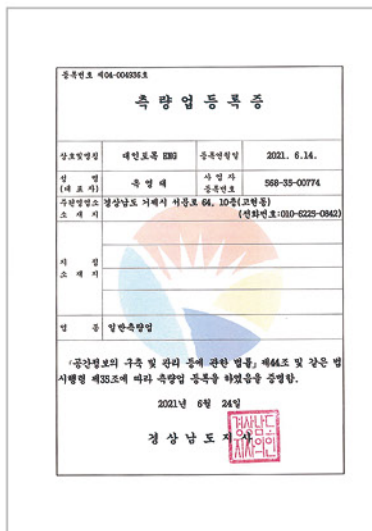 등록번호 제04-004936호
측 량 업 등 록 증
상호및명칭 대인토목 ENG 등록연월일 2021. 6.14.
성 명 (대 표 자) 옥영재 사 업 자 등록번호 568-35-00774
주된영업소 소 재 지 경상남도 거제시 서문로 64, 10층(고현동)
(전화번호:010-6225-0842)
지 점
소 재 지
업 종 일반측량업
「공간정보의 구축 및 관리 등에 관한 법률」 제44조 및 같은 법
시행령 제35조에 따라 측량업 등록을 하였음을 증명함.
2021년 6월 24일
경 상 남 도 지 사